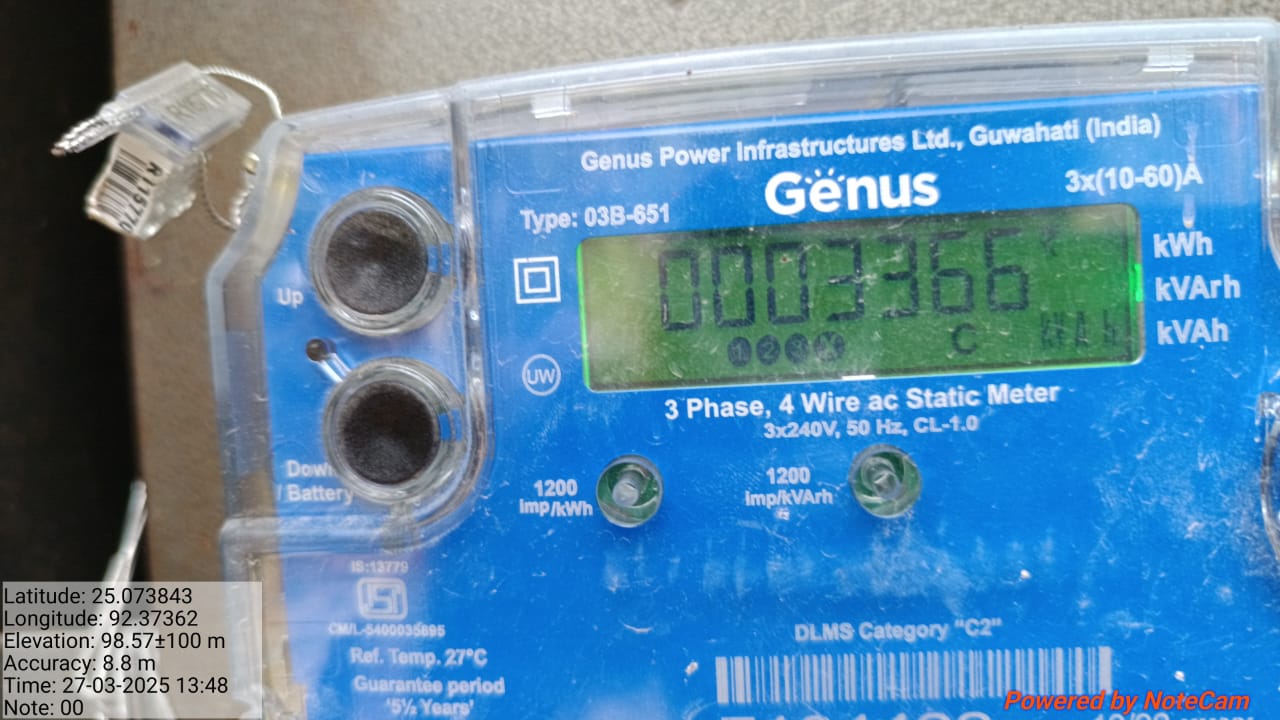 Genus Power Infrastructures Ltd., Guwahati (India)
Genus
3x(10-60)A
Type: 03B-651
0003366
C
kWh
kVArh
kVAh
Up
UW
3 Phase, 4 Wire ac Static Meter
3x240V, 50 Hz, CL-1.0
Down
/ Battery
1200
imp/kWh
1200
imp/kVArh
IS:13779
CM/L-5400035695
Ref. Temp. 27°C
Guarantee period
'5½ Years'
DLMS Category "C2"
Latitude: 25.073843
Longitude: 92.37362
Elevation: 98.57±100 m
Accuracy: 8.8 m
Time: 27-03-2025 13:48
Note: 00
Powered by NoteCam